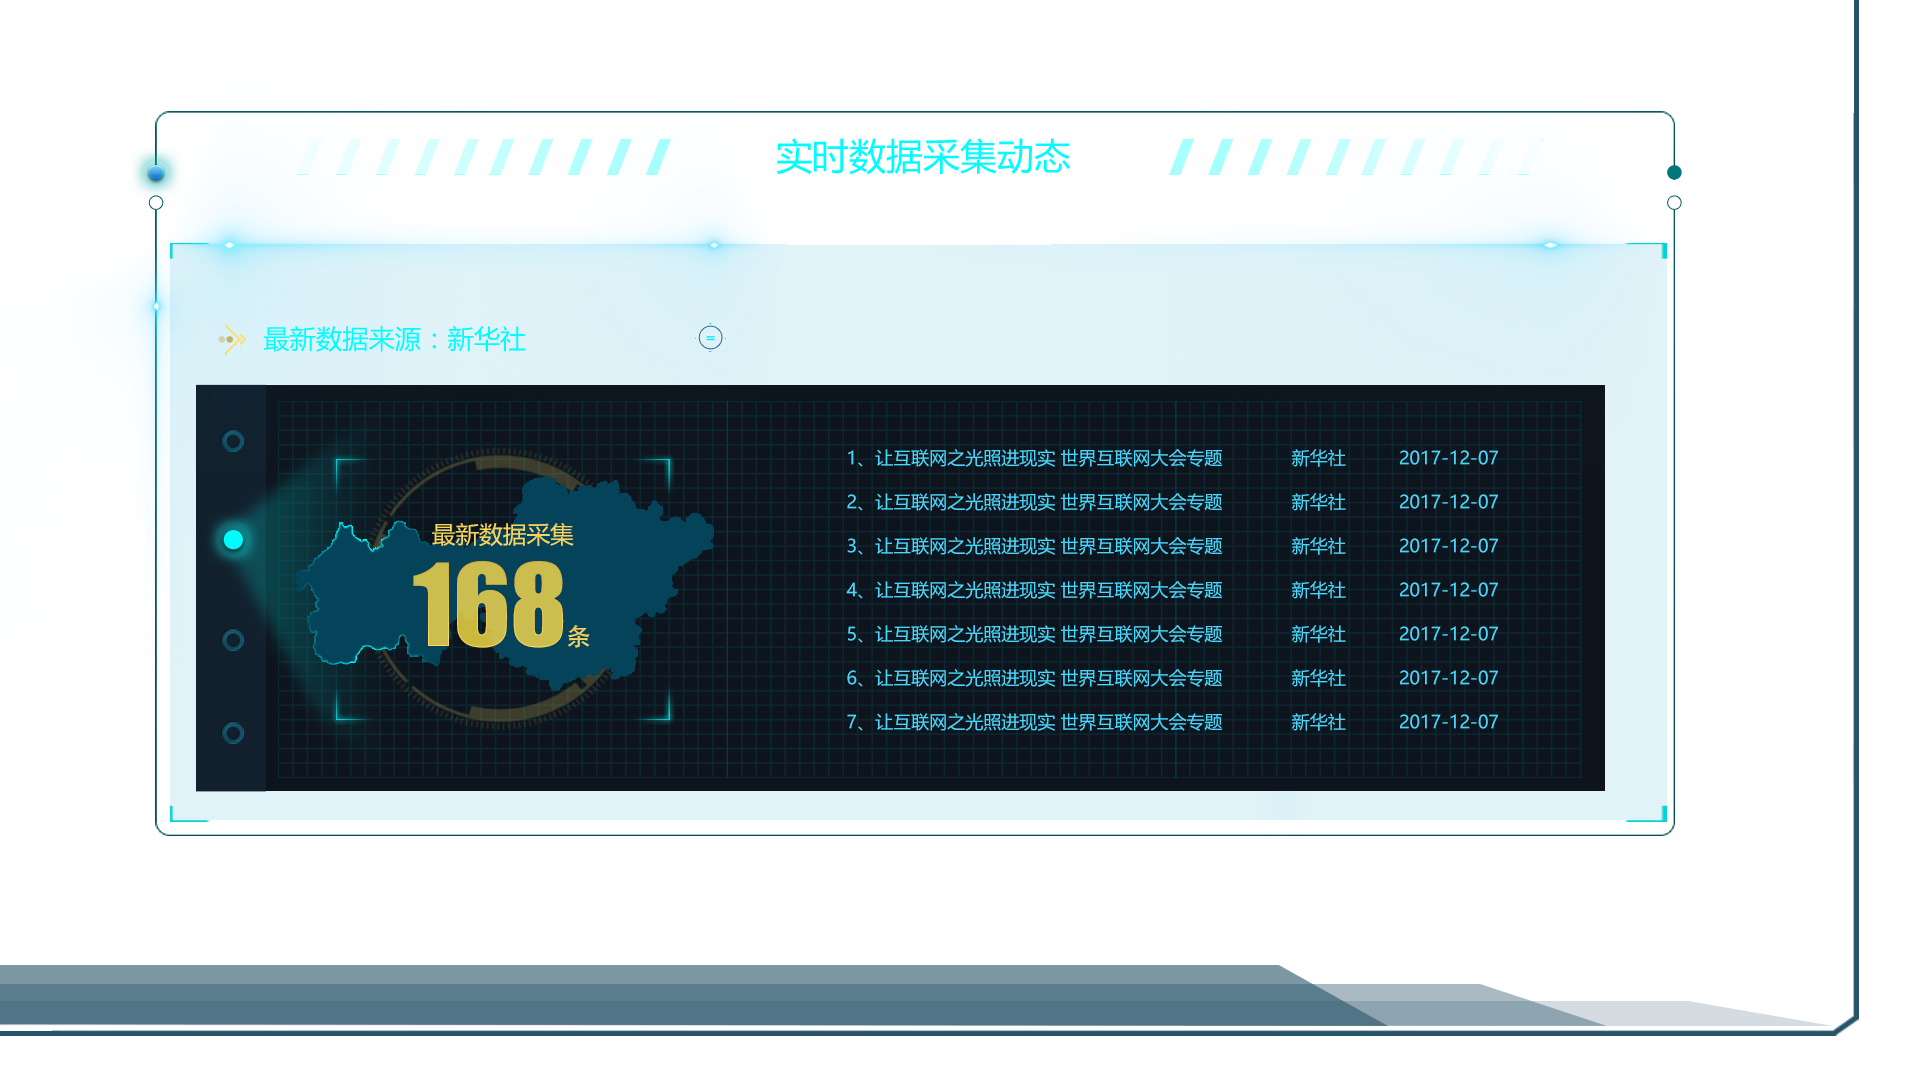 实时数据采集动态
最新数据来源：新华社
最新数据采集
168条
1、让互联网之光照进现实 世界互联网大会专题 新华社 2017-12-07
2、让互联网之光照进现实 世界互联网大会专题 新华社 2017-12-07
3、让互联网之光照进现实 世界互联网大会专题 新华社 2017-12-07
4、让互联网之光照进现实 世界互联网大会专题 新华社 2017-12-07
5、让互联网之光照进现实 世界互联网大会专题 新华社 2017-12-07
6、让互联网之光照进现实 世界互联网大会专题 新华社 2017-12-07
7、让互联网之光照进现实 世界互联网大会专题 新华社 2017-12-07